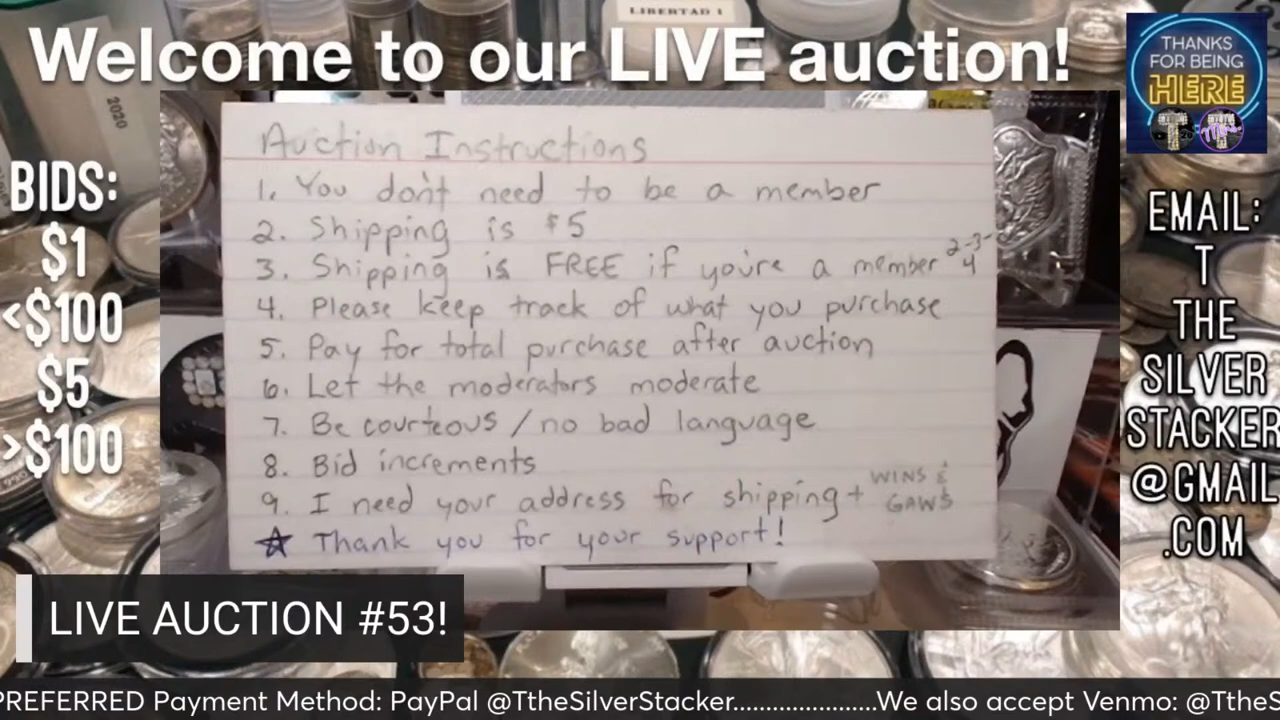 LIBERTAD 1
Welcome to our LIVE auction!
THANKS
FOR BEING
HERE
2020
BIDS:
$1
<$100
$5
>$100
Auction Instructions
1. You don't need to be a member
2. Shipping is $5
3. Shipping is FREE if you're a member 2-3-4
4. Please keep track of what you purchase
5. Pay for total purchase after auction
6. Let the moderators moderate
7. Be courteous / no bad language
8. Bid increments
9. I need your address for shipping + WINS & GAWS
☆ Thank you for your support!
EMAIL:
T
THE
SILVER
STACKER
@GMAIL
.COM
LIVE AUCTION #53!
PREFERRED Payment Method: PayPal @TtheSilverStacker......................We also accept Venmo: @TtheS